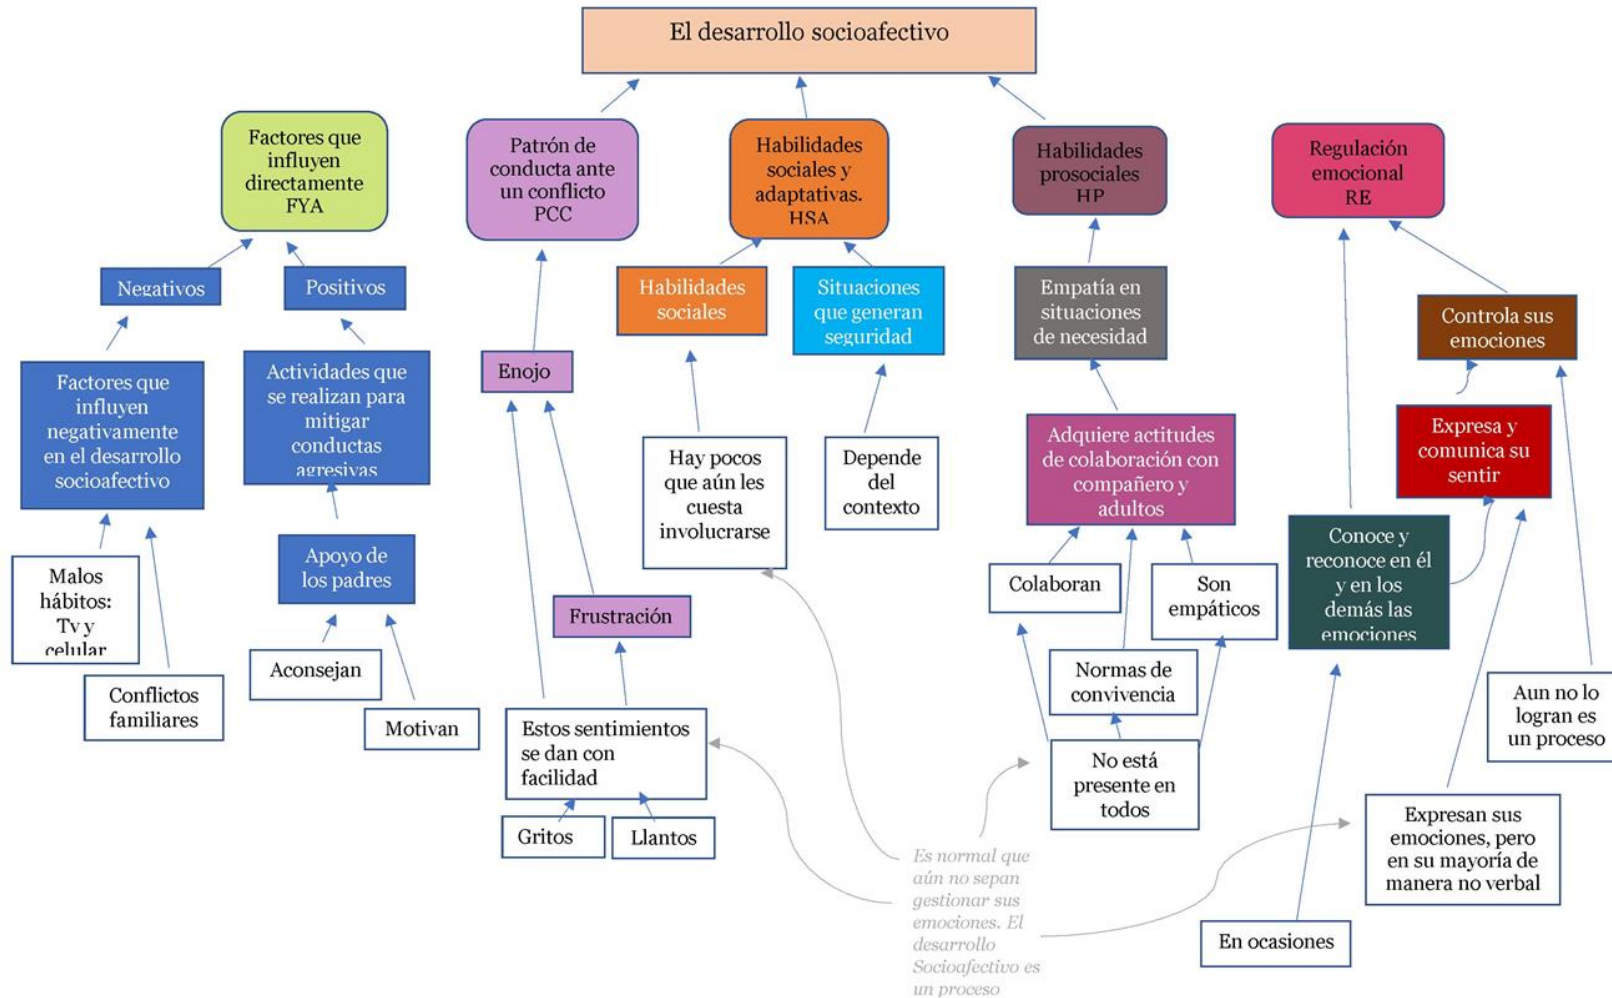 El desarrollo socioafectivo
Factores que
influyen
directamente
FYA
Patrón de
conducta ante
un conflicto
PCC
Habilidades
sociales y
adaptativas.
HSA
Habilidades
prosociales
HP
Regulación
emocional
RE
Negativos
Positivos
Habilidades
sociales
Situaciones
que generan
seguridad
Empatía en
situaciones
de necesidad
Controla sus
emociones
Factores que
influyen
negativamente
en el desarrollo
socioafectivo
Actividades que
se realizan para
mitigar
conductas
agresivas
Enojo
Hay pocos
que aún les
cuesta
involucrarse
Depende
del
contexto
Adquiere actitudes
de colaboración con
compañero y
adultos
Expresa y
comunica su
sentir
Conoce y
reconoce en él
y en los
demás las
emociones
Malos
hábitos:
Tv y
celular
Apoyo de
los padres
Frustración
Colaboran
Son
empáticos
Normas de
convivencia
Aconsejan
Conflictos
familiares
Motivan
Estos sentimientos
se dan con
facilidad
No está
presente en
todos
Aun no lo
logran es
un proceso
Gritos
Llantos
Expresan sus
emociones, pero
en su mayoría de
manera no verbal
Es normal que
aún no sepan
gestionar sus
emociones. El
desarrollo
Socioafectivo es
un proceso
En ocasiones